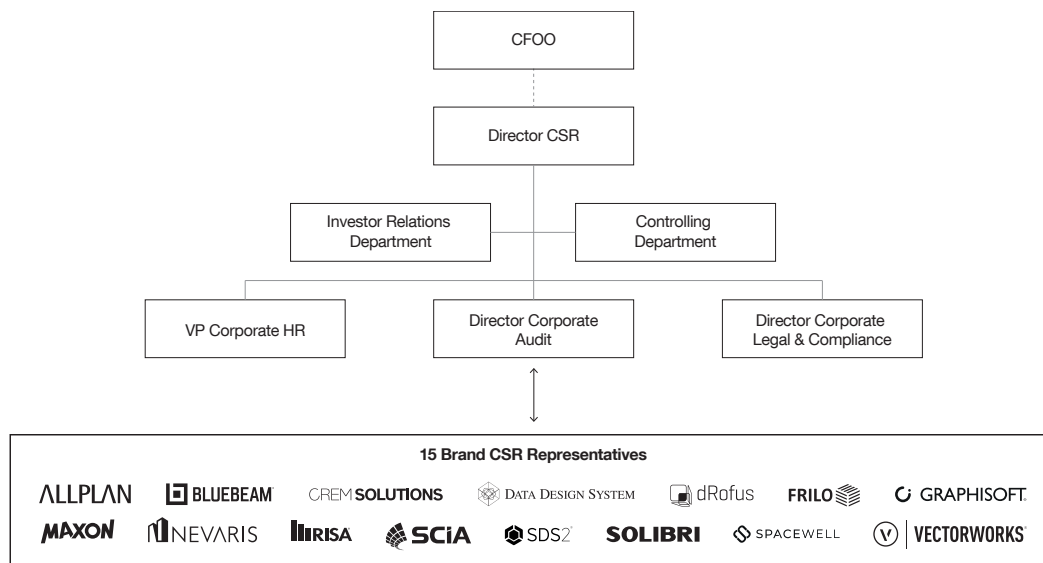 CFOO
Director CSR
Investor Relations
Department
Controlling
Department
VP Corporate HR
Director Corporate
Audit
Director Corporate
Legal & Compliance
15 Brand CSR Representatives
ALLPLAN
BLUEBEAM®
CREM SOLUTIONS
DATA DESIGN SYSTEM
dRofus
FRILO
GRAPHISOFT®
MAXON
NEVARIS
RISA
SCIA
SDS2®
SOLIBRI
SPACEWELL
V VECTORWORKS®